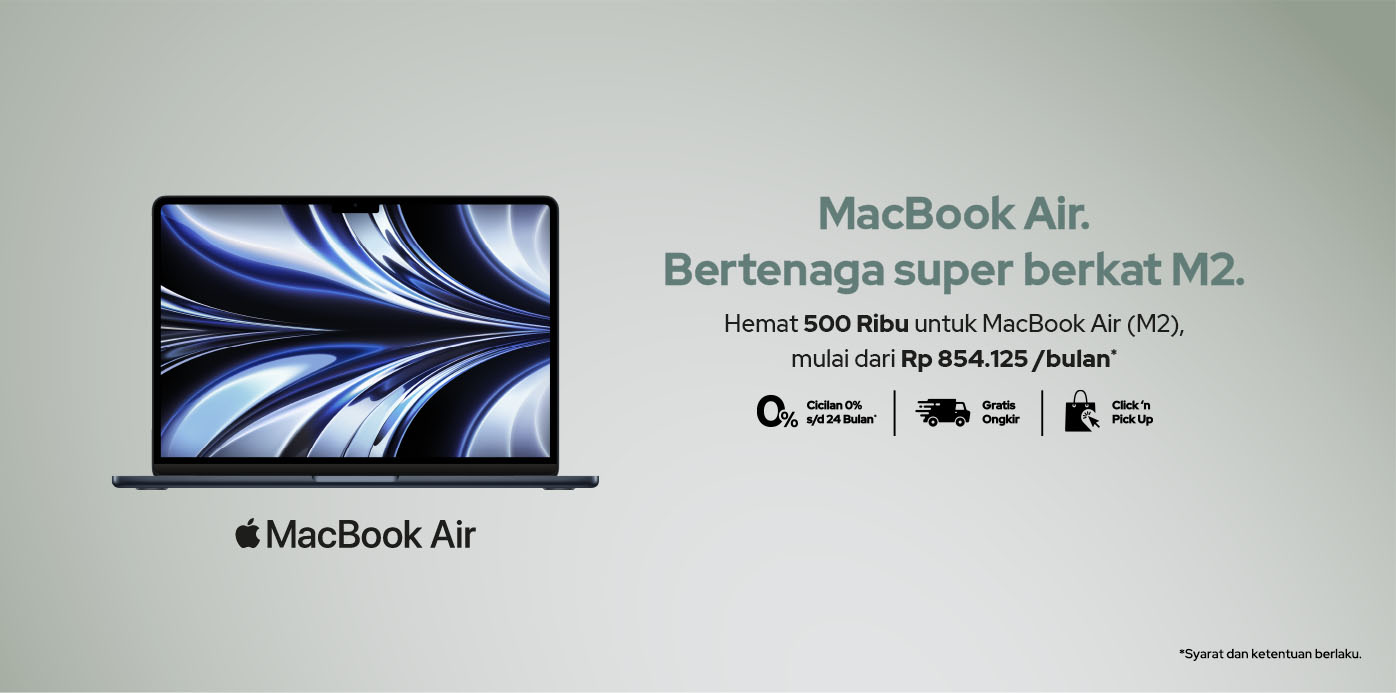 MacBook Air.
Bertenaga super berkat M2.
Hemat 500 Ribu untuk MacBook Air (M2),
mulai dari Rp 854.125 /bulan*
0%
Cicilan 0%
s/d 24 Bulan*
Gratis
Ongkir
Click ‘n
Pick Up
MacBook Air
*Syarat dan ketentuan berlaku.